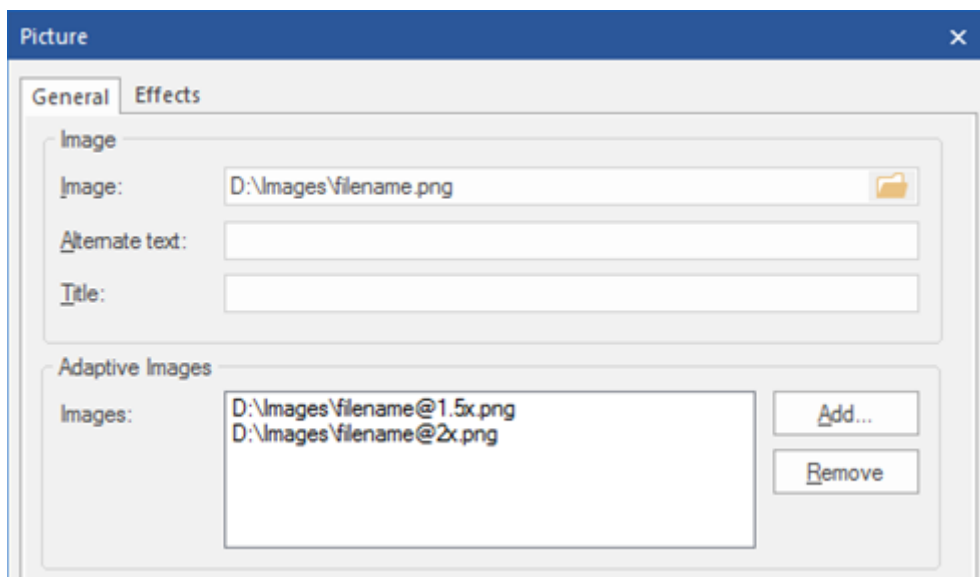 Picture
General Effects
Image
Image: D:\Images\filename.png
Alternate text:
Title:
Adaptive Images
Images: D:\Images\filename@1.5x.png
D:\Images\filename@2x.png
Add...
Remove